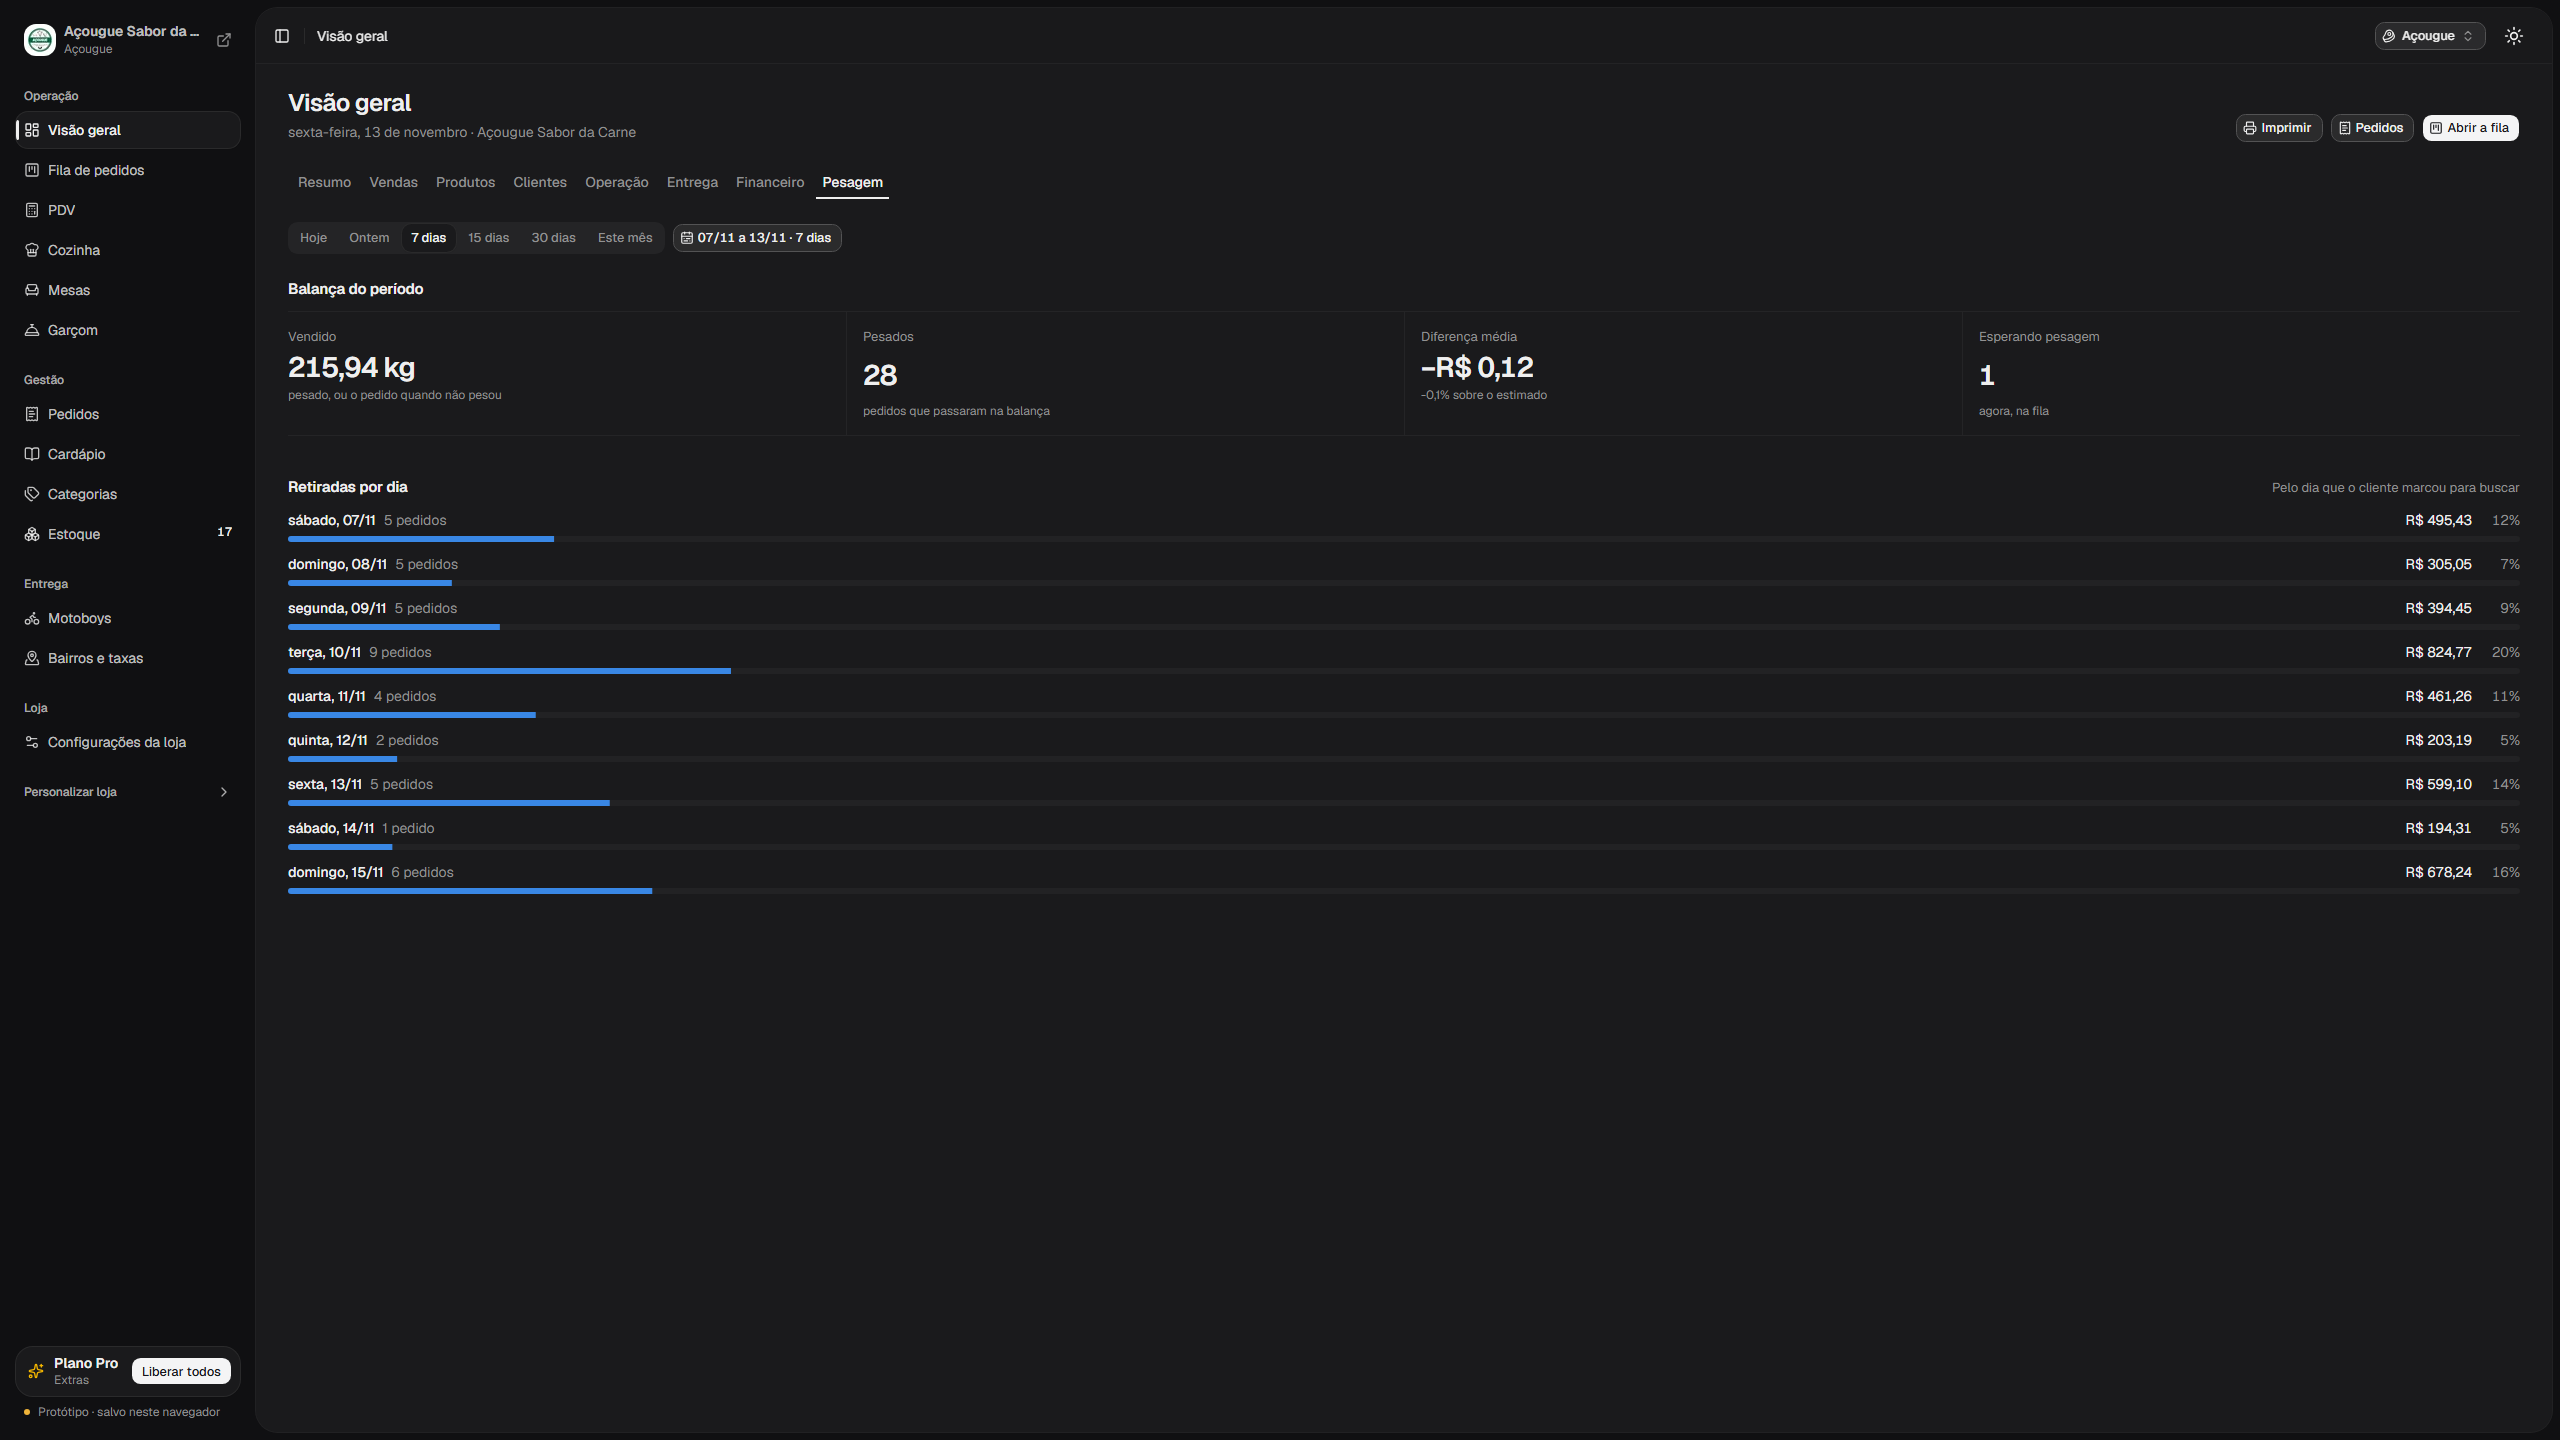 Açougue Sabor da ...
Açougue
Operação
Visão geral
Fila de pedidos
PDV
Cozinha
Mesas
Garçom
Gestão
Pedidos
Cardápio
Categorias
Estoque 17
Entrega
Motoboys
Bairros e taxas
Loja
Configurações da loja
Personalizar loja
Plano Pro
Extras
Liberar todos
Protótipo · salvo neste navegador
Visão geral
Açougue
Visão geral
sexta-feira, 13 de novembro · Açougue Sabor da Carne
Imprimir Pedidos Abrir a fila
Resumo Vendas Produtos Clientes Operação Entrega Financeiro Pesagem
Hoje Ontem 7 dias 15 dias 30 dias Este mês 07/11 a 13/11 · 7 dias
Balança do período
Vendido
215,94 kg
pesado, ou o pedido quando não pesou
Pesados
28
pedidos que passaram na balança
Diferença média
−R$ 0,12
-0,1% sobre o estimado
Esperando pesagem
1
agora, na fila
Retiradas por dia Pelo dia que o cliente marcou para buscar
sábado, 07/11 5 pedidos R$ 495,43 12%
domingo, 08/11 5 pedidos R$ 305,05 7%
segunda, 09/11 5 pedidos R$ 394,45 9%
terça, 10/11 9 pedidos R$ 824,77 20%
quarta, 11/11 4 pedidos R$ 461,26 11%
quinta, 12/11 2 pedidos R$ 203,19 5%
sexta, 13/11 5 pedidos R$ 599,10 14%
sábado, 14/11 1 pedido R$ 194,31 5%
domingo, 15/11 6 pedidos R$ 678,24 16%